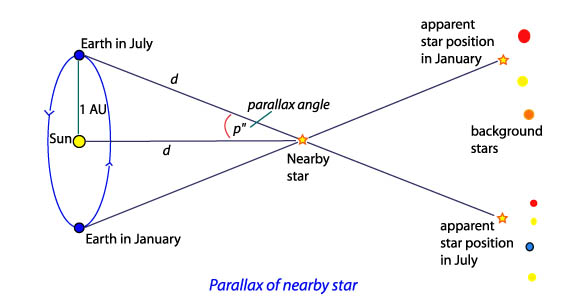 Earth in July
1 AU
Sun
d
d
parallax angle
p"
Nearby
star
Earth in January
apparent
star position
in January
background
stars
apparent
star position
in July
Parallax of nearby star